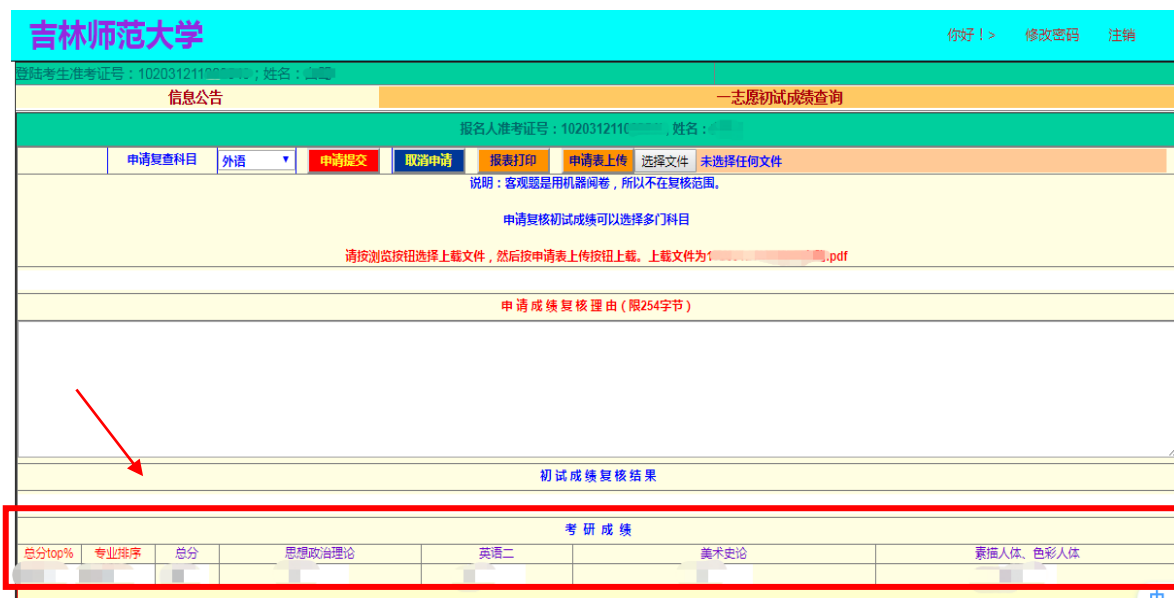 吉林师范大学
你好！> 修改密码 注销
登陆考生准考证号：102031211 ；姓名：
信息公告 一志愿初试成绩查询
报名人准考证号：1020312110 , 姓名：
申请复查科目 外语 申请提交 取消申请 报表打印 申请表上传 选择文件 未选择任何文件
说明：客观题是用机器阅卷，所以不在复核范围。
申请复核初试成绩可以选择多门科目
请按浏览按钮选择上载文件，然后按申请表上传按钮上载。上载文件为1 .pdf
申请成绩复核理由(限254字节)
初试成绩复核结果
考研成绩
总分top% 专业排序 总分 思想政治理论 英语二 美术史论 素描人体、色彩人体